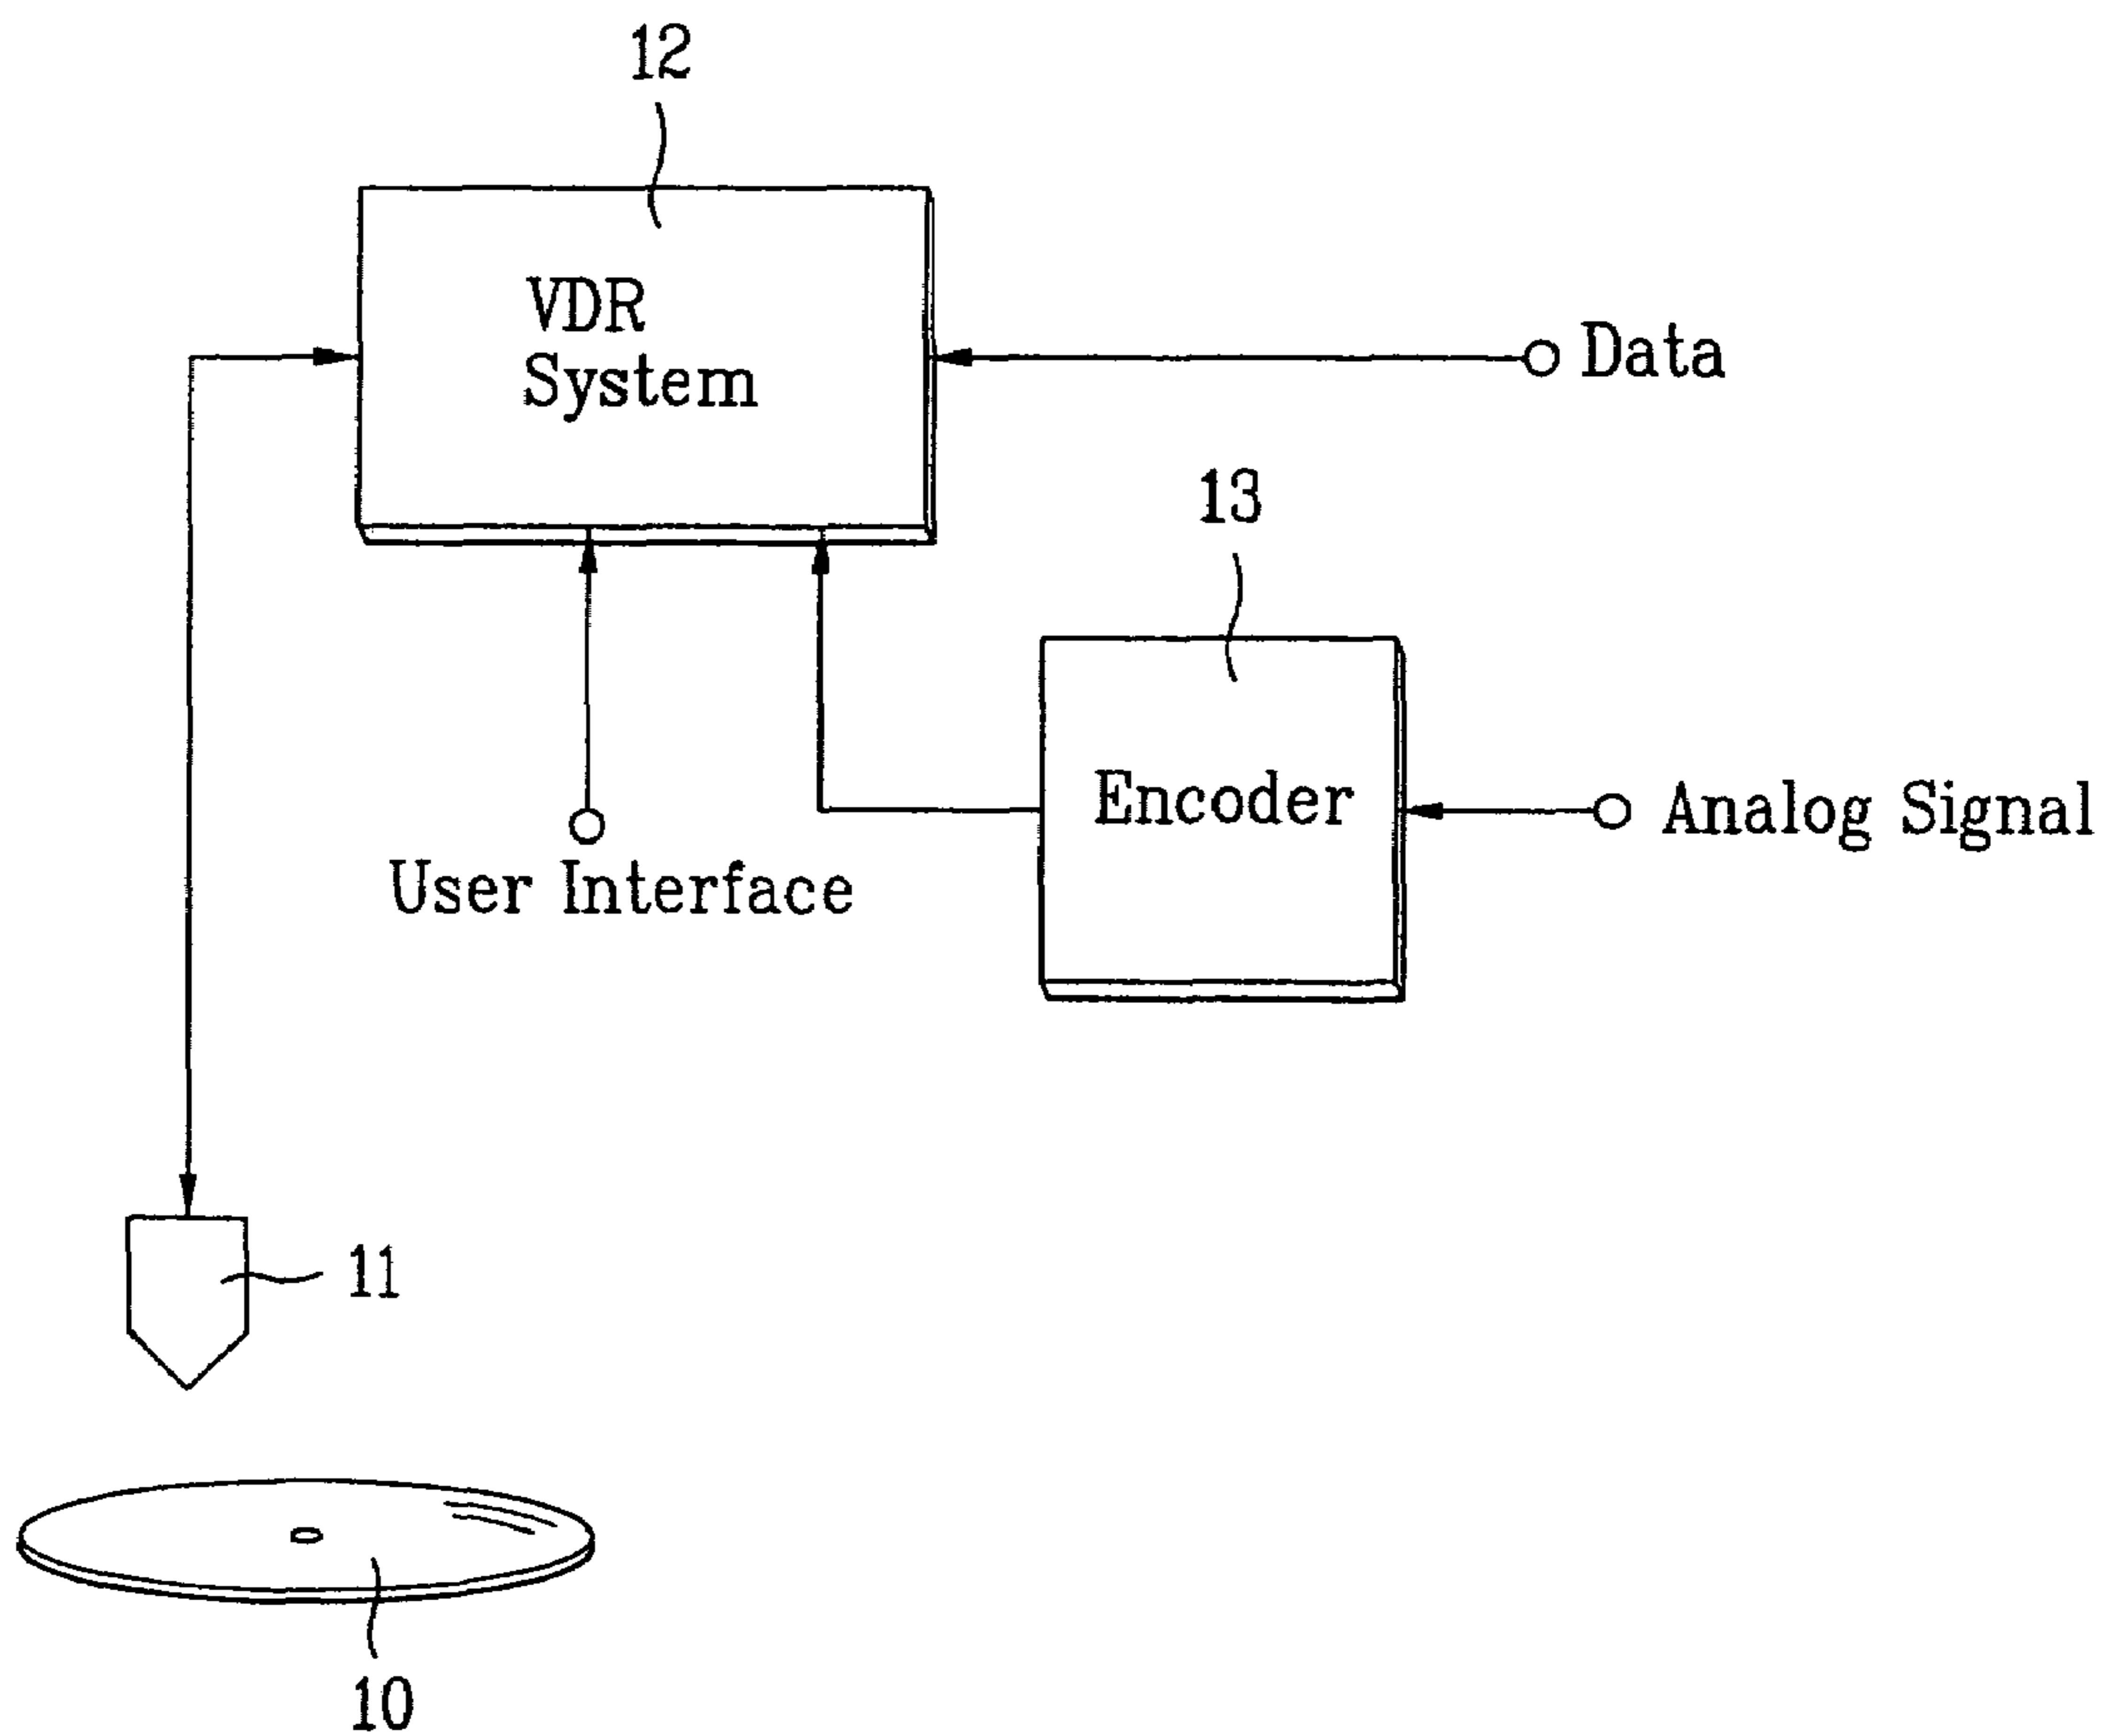 12
VDR
System
Data
13
Encoder
Analog Signal
User Interface
11
10